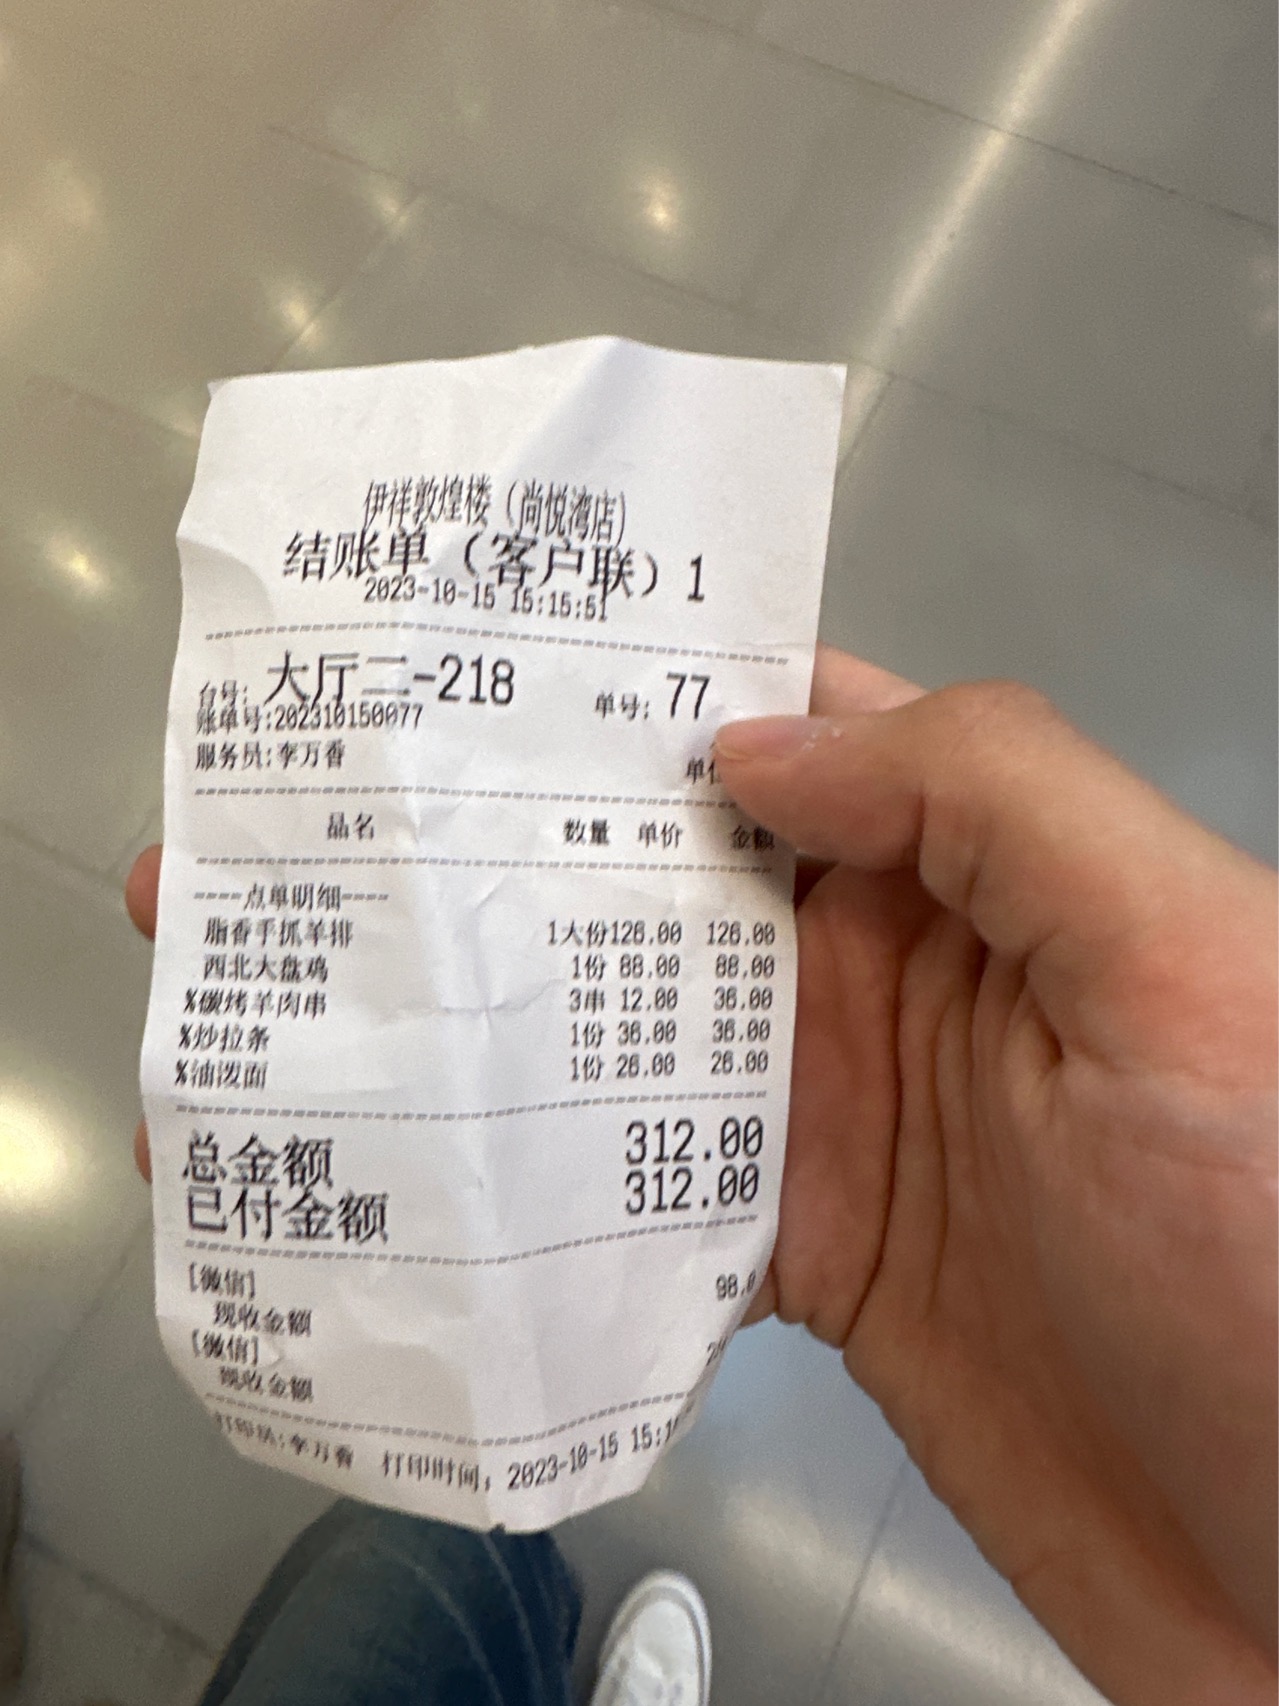 伊祥敦煌楼（尚悦湾店）
结账单（客户联）1
2023-10-15 15:15:51
台号: 大厅二-218 单号: 77
账单号:202310150077
服务员:李万香
品名 数量 单价 金额
----点单明细----
脂香手抓羊排 1大份126.00 126.00
西北大盘鸡 1份 88.00 88.00
%碳烤羊肉串 3串 12.00 36.00
%炒拉条 1份 36.00 36.00
%油泼面 1份 26.00 26.00
总金额 312.00
已付金额 312.00
[微信] 98.0
现收金额
[微信]
现收金额
打印员:李万香 打印时间: 2023-10-15